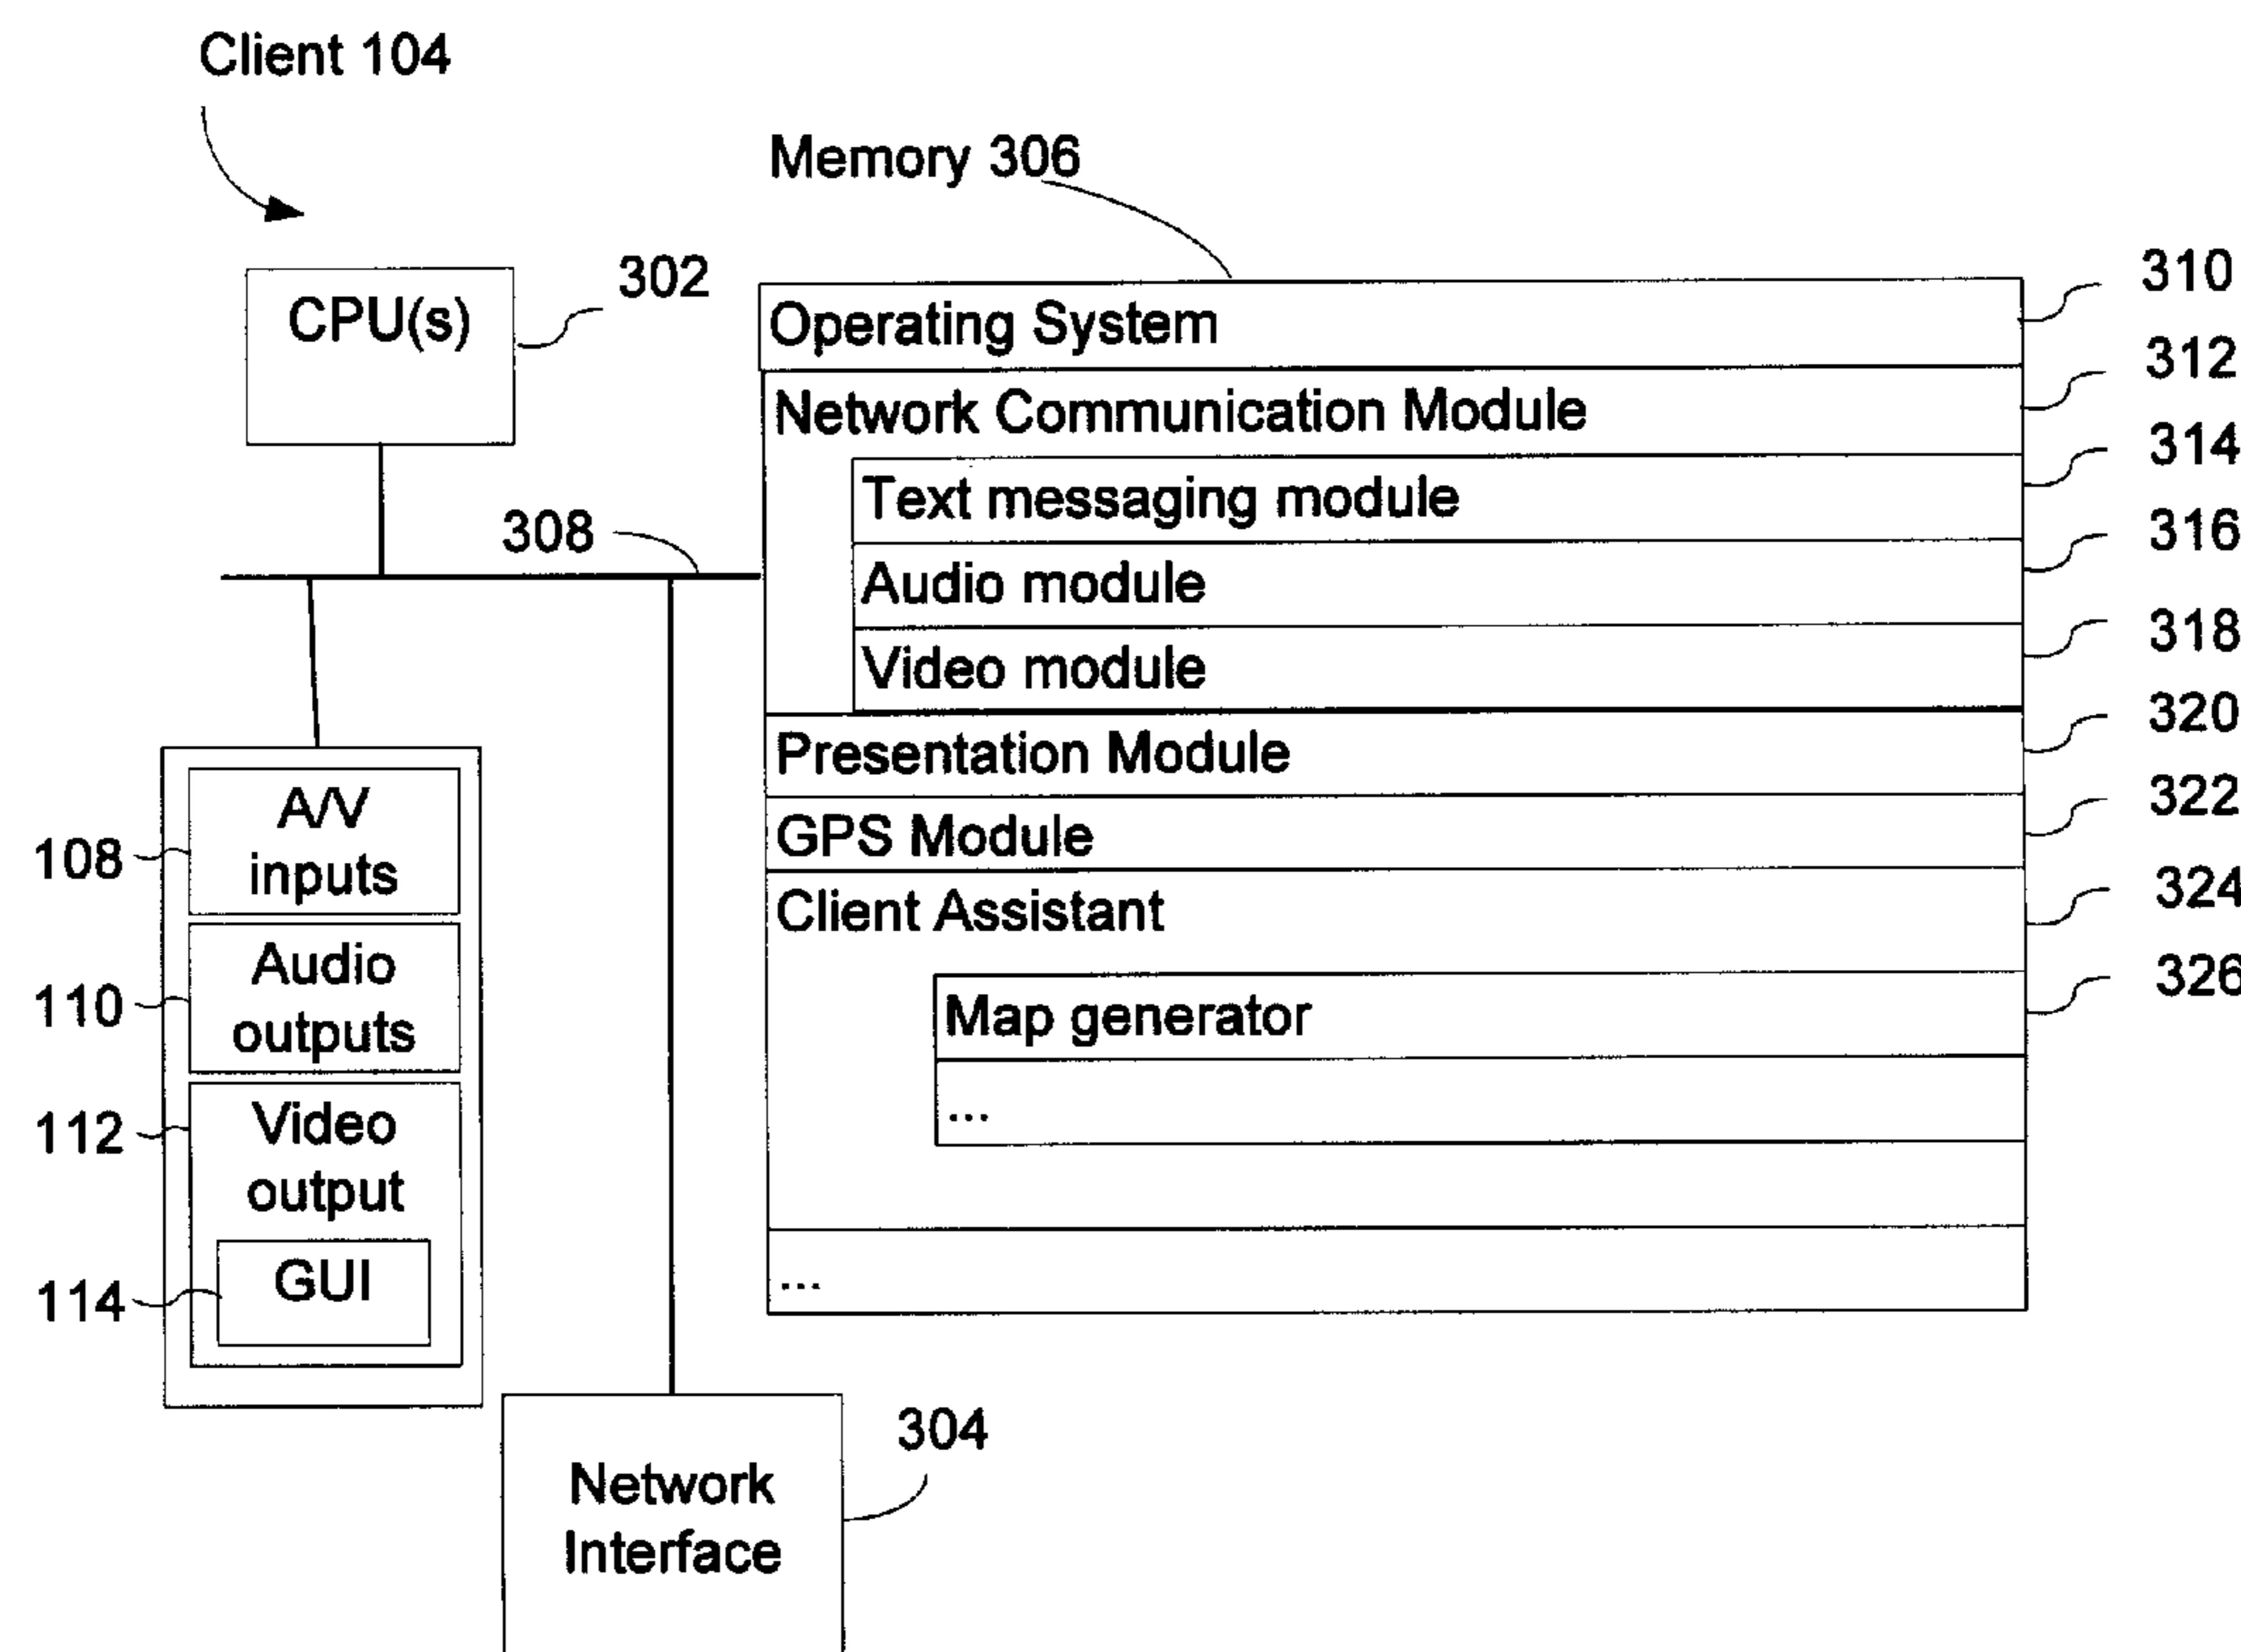 Client 104
Memory 306
CPU(s)
302
308
Operating System
310
Network Communication Module
312
Text messaging module
314
Audio module
316
Video module
318
Presentation Module
320
GPS Module
322
Client Assistant
324
Map generator
326
...
...
A/V
inputs
108
Audio
outputs
110
Video
output
112
GUI
114
Network
Interface
304